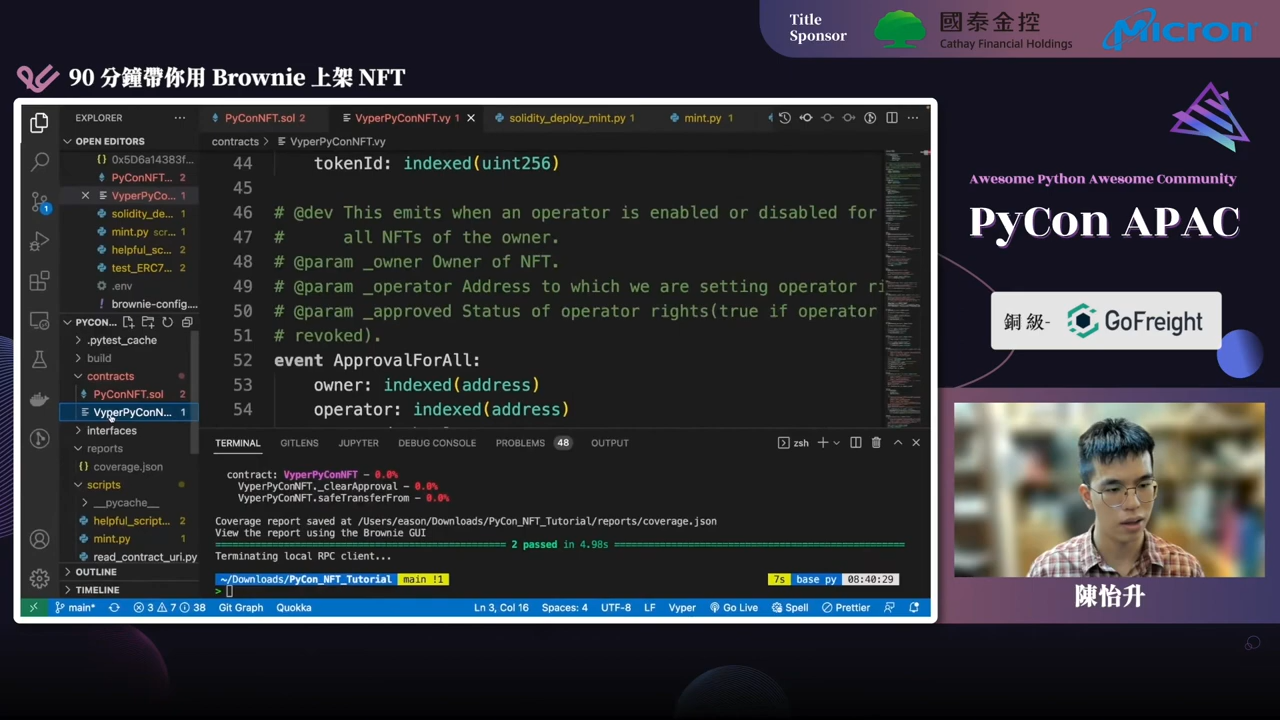 Title
Sponsor
國泰金控
Cathay Financial Holdings
Micron
90 分鐘帶你用 Brownie 上架 NFT
EXPLORER
OPEN EDITORS
0x5D6a14383f...
PyConNFT... 2
VyperPyCo... 1
solidity_de... 1
mint.py scr... 1
helpful_sc... 2
test_ERC7... 1
.env
brownie-config....
PYCON...
.pytest_cache
build
contracts
PyConNFT.sol 2
VyperPyConN... 1
interfaces
reports
coverage.json
scripts
__pycache__
helpful_script... 2
mint.py 1
read_contract_uri.py
OUTLINE
TIMELINE
PyConNFT.sol 2
VyperPyConNFT.vy 1
solidity_deploy_mint.py 1
mint.py 1
contracts > VyperPyConNFT.vy
44 tokenId: indexed(uint256)
45
46 # @dev This emits when an operator is enabled or disabled for
47 # all NFTs of the owner.
48 # @param _owner Owner of NFT.
49 # @param _operator Address to which we are setting operator ri
50 # @param _approved Status of operator rights(true if operator
51 # revoked).
52 event ApprovalForAll:
53 owner: indexed(address)
54 operator: indexed(address)
TERMINAL GITLENS JUPYTER DEBUG CONSOLE PROBLEMS 48 OUTPUT
zsh
contract: VyperPyConNFT - 0.0%
VyperPyConNFT._clearApproval - 0.0%
VyperPyConNFT.safeTransferFrom - 0.0%
Coverage report saved at /Users/eason/Downloads/PyCon_NFT_Tutorial/reports/coverage.json
View the report using the Brownie GUI
2 passed in 4.98s
Terminating local RPC client...
~/Downloads/PyCon_NFT_Tutorial main !1
7s base py 08:40:29
>
main* 3 7 38 Git Graph Quokka
Ln 3, Col 16 Spaces: 4 UTF-8 LF Vyper Go Live Spell Prettier
Awesome Python Awesome Community
PyCon APAC
銅級-
GoFreight
陳怡升